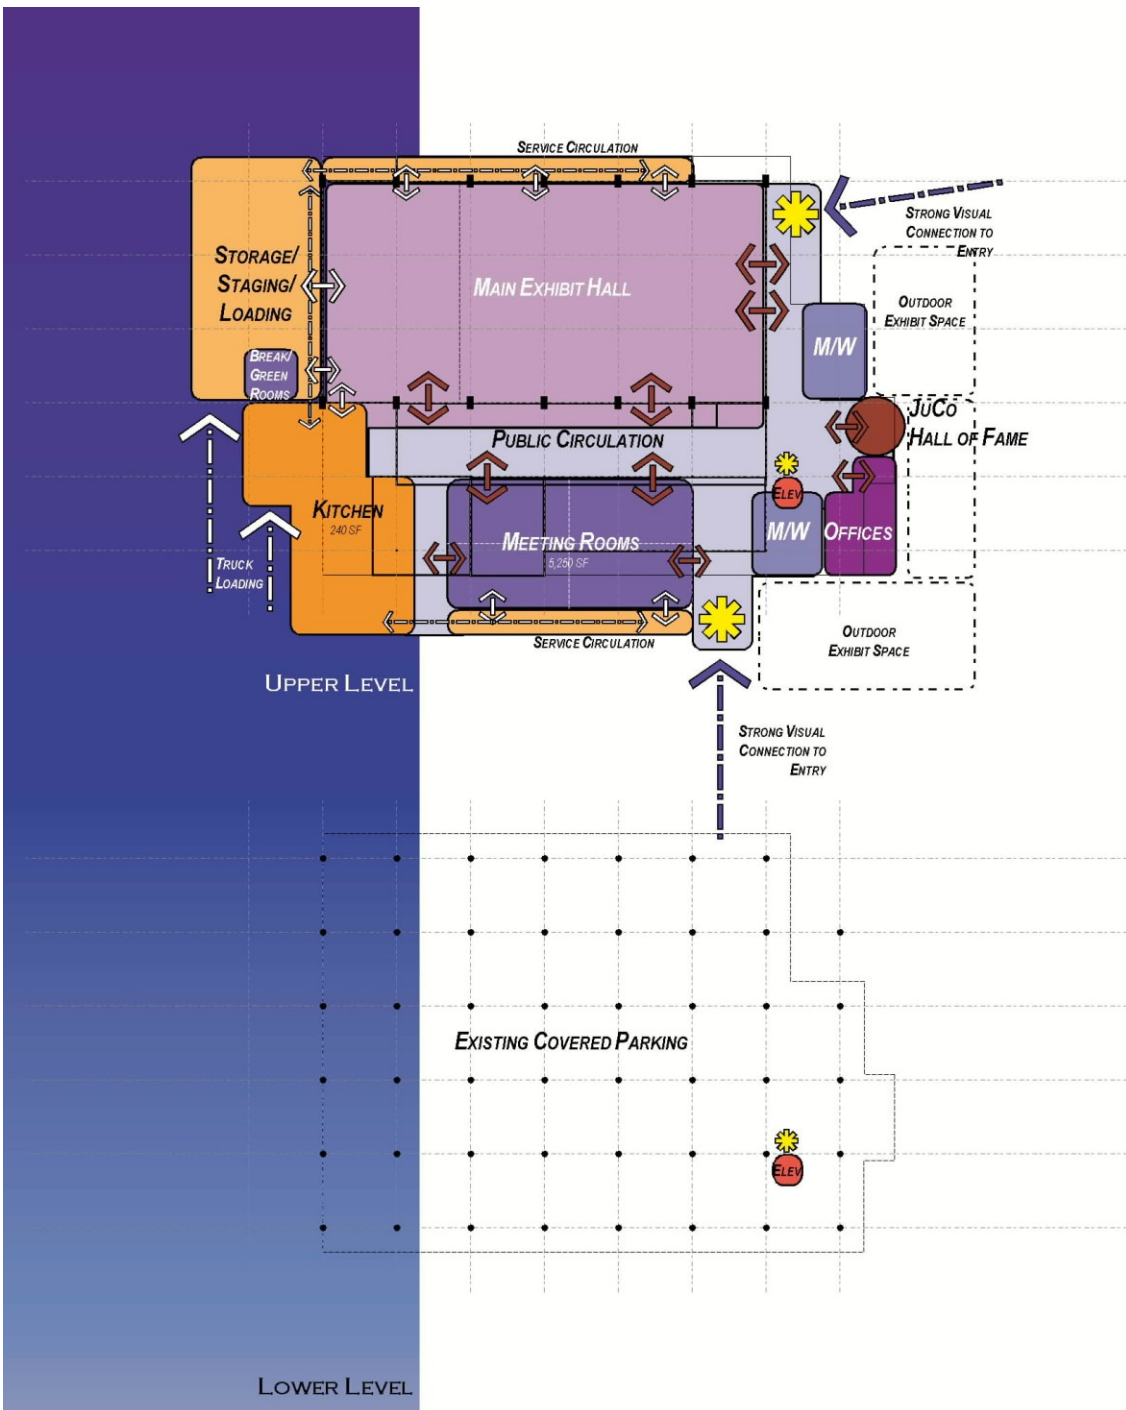 SERVICE CIRCULATION
STRONG VISUAL
CONNECTION TO
ENTRY
STORAGE/
STAGING/
LOADING
MAIN EXHIBIT HALL
OUTDOOR
EXHIBIT SPACE
M/W
BREAK/
GREEN
ROOMS
JUCO
HALL OF FAME
PUBLIC CIRCULATION
KITCHEN
240 SF
ELEV
MEETING ROOMS
5,250 SF
M/W
OFFICES
TRUCK
LOADING
SERVICE CIRCULATION
OUTDOOR
EXHIBIT SPACE
UPPER LEVEL
STRONG VISUAL
CONNECTION TO
ENTRY
EXISTING COVERED PARKING
ELEV
LOWER LEVEL